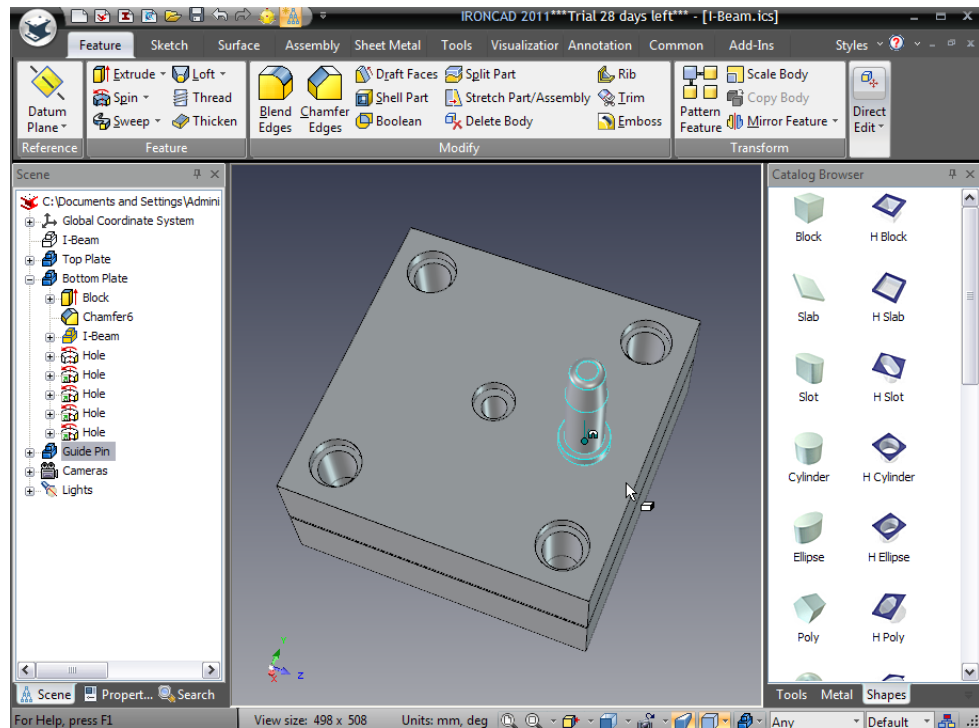 IRONCAD 2011***Trial 28 days left*** - [I-Beam.ics]
Feature Sketch Surface Assembly Sheet Metal Tools Visualizatior Annotation Common Add-Ins Styles
Datum Plane
Reference
Extrude Loft
Spin Thread
Sweep Thicken
Feature
Blend Edges
Chamfer Edges
Draft Faces Split Part Rib
Shell Part Stretch Part/Assembly Trim
Boolean Delete Body Emboss
Modify
Pattern Feature
Scale Body
Copy Body
Mirror Feature
Transform
Direct Edit
Scene
C:\Documents and Settings\Admini
Global Coordinate System
I-Beam
Top Plate
Bottom Plate
Block
Chamfer6
I-Beam
Hole
Hole
Hole
Hole
Hole
Guide Pin
Cameras
Lights
Scene Propert... Search
Z
Catalog Browser
Block H Block
Slab H Slab
Slot H Slot
Cylinder H Cylinder
Ellipse H Ellipse
Poly H Poly
Tools Metal Shapes
For Help, press F1 View size: 498 x 508 Units: mm, deg Any Default